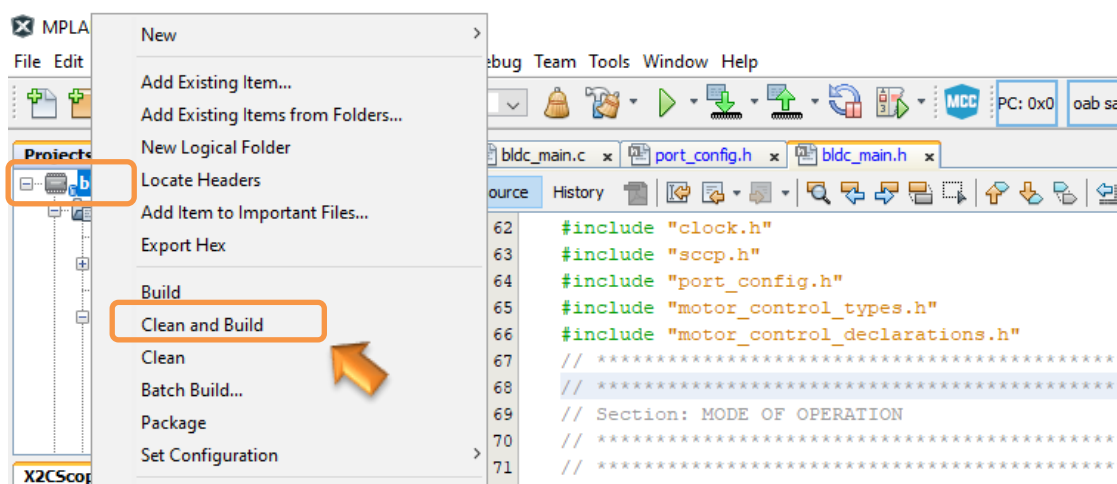 MPLA
File Edit
ebug Team Tools Window Help
MCC
PC: 0x0
oab sa
Projects
b
New
Add Existing Item...
Add Existing Items from Folders...
New Logical Folder
Locate Headers
Add Item to Important Files...
Export Hex
Build
Clean and Build
Clean
Batch Build...
Package
Set Configuration
X2CScop
bldc_main.c x
port_config.h x
bldc_main.h x
ource History
62 #include "clock.h"
63 #include "sccp.h"
64 #include "port_config.h"
65 #include "motor_control_types.h"
66 #include "motor_control_declarations.h"
67 // ********************************************
68 // ********************************************
69 // Section: MODE OF OPERATION
70 // ********************************************
71 // ********************************************